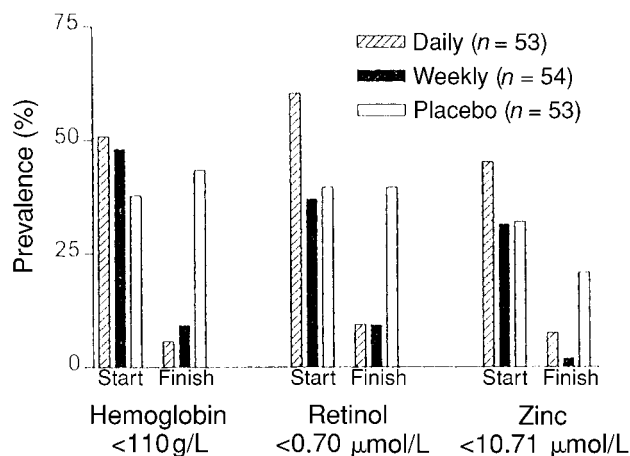 75
50
25
0
Prevalence (%)
Daily (n = 53)
Weekly (n = 54)
Placebo (n = 53)
Start Finish Start Finish Start Finish
Hemoglobin Retinol Zinc
<110g/L <0.70 µmol/L <10.71 µmol/L